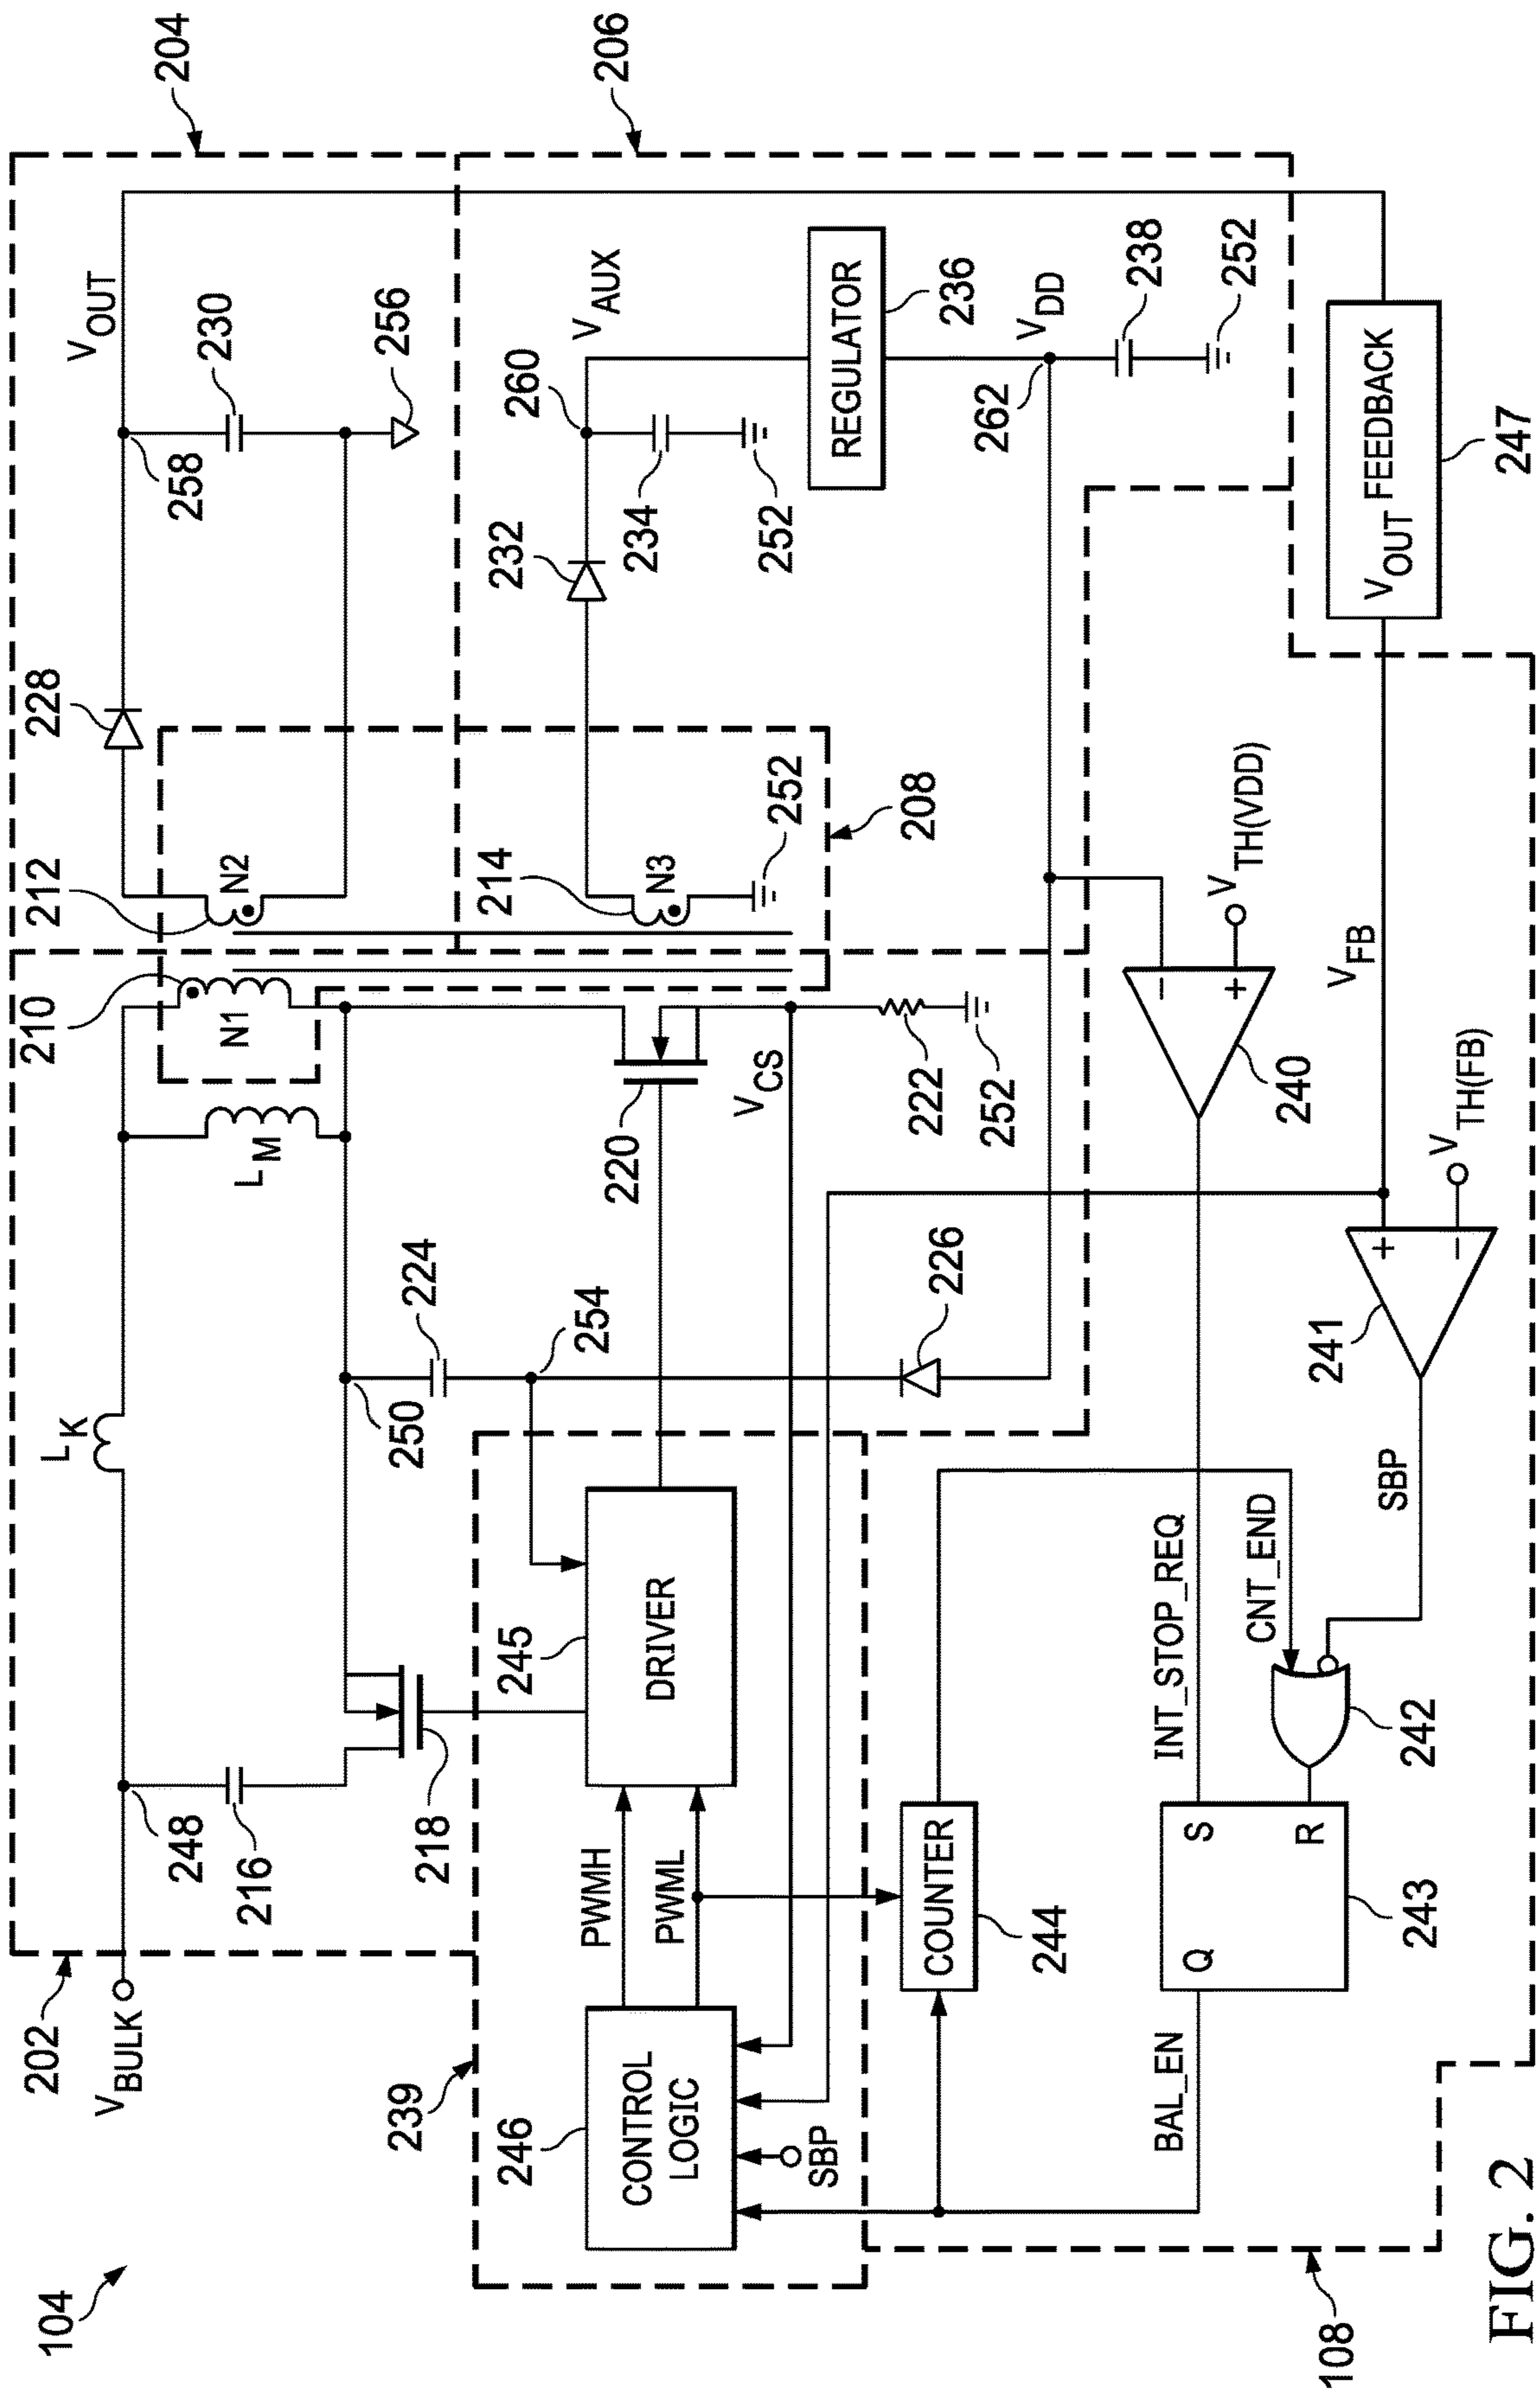 104
202
204
206
V_BULK
248
216
218
L_K
250
224
254
L_M
210
N1
212
N2
228
V_OUT
258
230
256
214
N3
252
208
232
260
V_AUX
234
252
REGULATOR
236
V_DD
262
238
252
220
V_CS
222
252
226
239
246
CONTROL
LOGIC
SBP
PWMH
PWML
245
DRIVER
COUNTER
244
CNT_END
INT_STOP_REQ
240
-
+
V_TH(VDD)
V_FB
V_OUT FEEDBACK
247
241
+
-
V_TH(FB)
SBP
242
S
R
Q
243
BAL_EN
108
FIG. 2